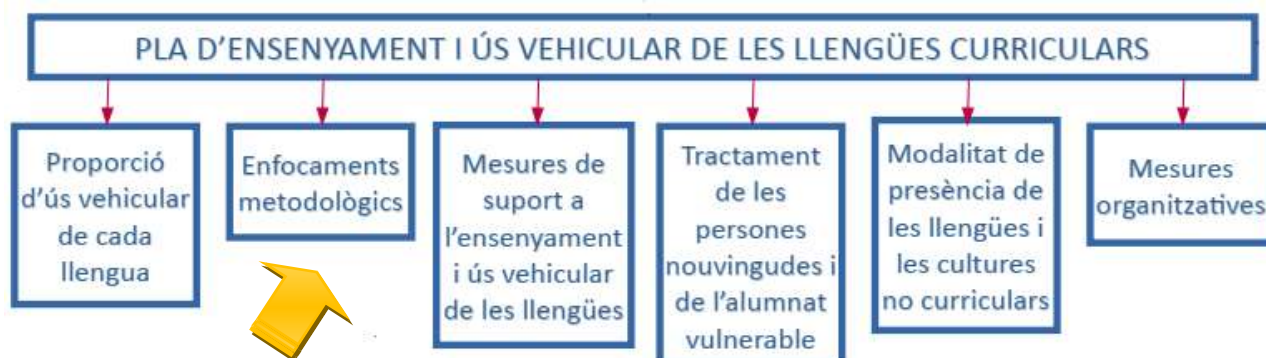 PLA D'ENSENYAMENT I ÚS VEHICULAR DE LES LLENGÜES CURRICULARS
Proporció
d'ús vehicular
de cada
llengua
Enfocaments
metodològics
Mesures de
suport a
l'ensenyament
i ús vehicular
de les llengües
Tractament
de les
persones
nouvingudes i
de l'alumnat
vulnerable
Modalitat de
presència de
les llengües i
les cultures
no curriculars
Mesures
organitzatives